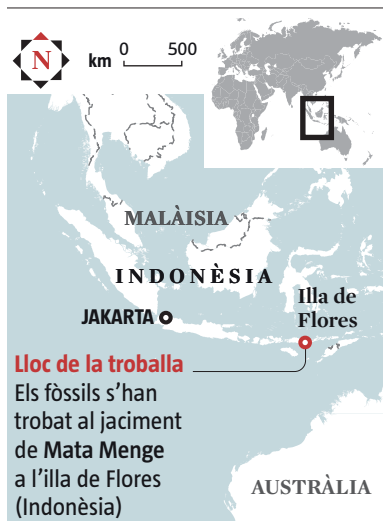 N
km 0 500
MALÀISIA
INDONÈSIA
Illa de
Flores
JAKARTA
Lloc de la troballa
Els fòssils s’han
trobat al jaciment
de Mata Menge
a l’illa de Flores
(Indonèsia)
AUSTRÀLIA